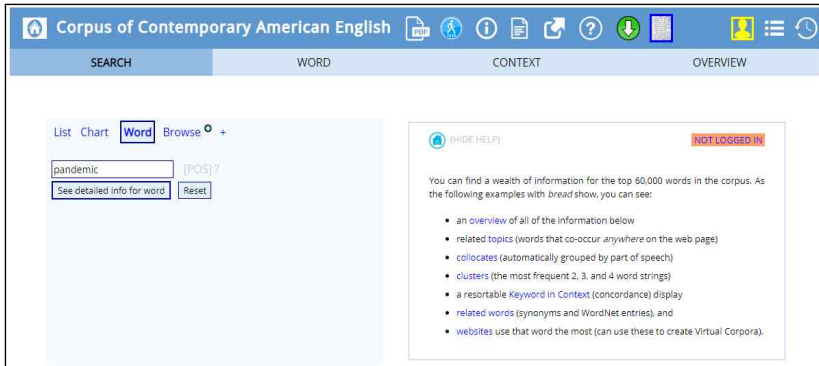 Corpus of Contemporary American English PDF
SEARCH WORD CONTEXT OVERVIEW
List Chart Word Browse +
pandemic [POS]?
See detailed info for word Reset
(HIDE HELP) NOT LOGGED IN
You can find a wealth of information for the top 60,000 words in the corpus. As
the following examples with bread show, you can see:
• an overview of all of the information below
• related topics (words that co-occur anywhere on the web page)
• collocates (automatically grouped by part of speech)
• clusters (the most frequent 2, 3, and 4 word strings)
• a resortable Keyword in Context (concordance) display
• related words (synonyms and WordNet entries), and
• websites use that word the most (can use these to create Virtual Corpora).